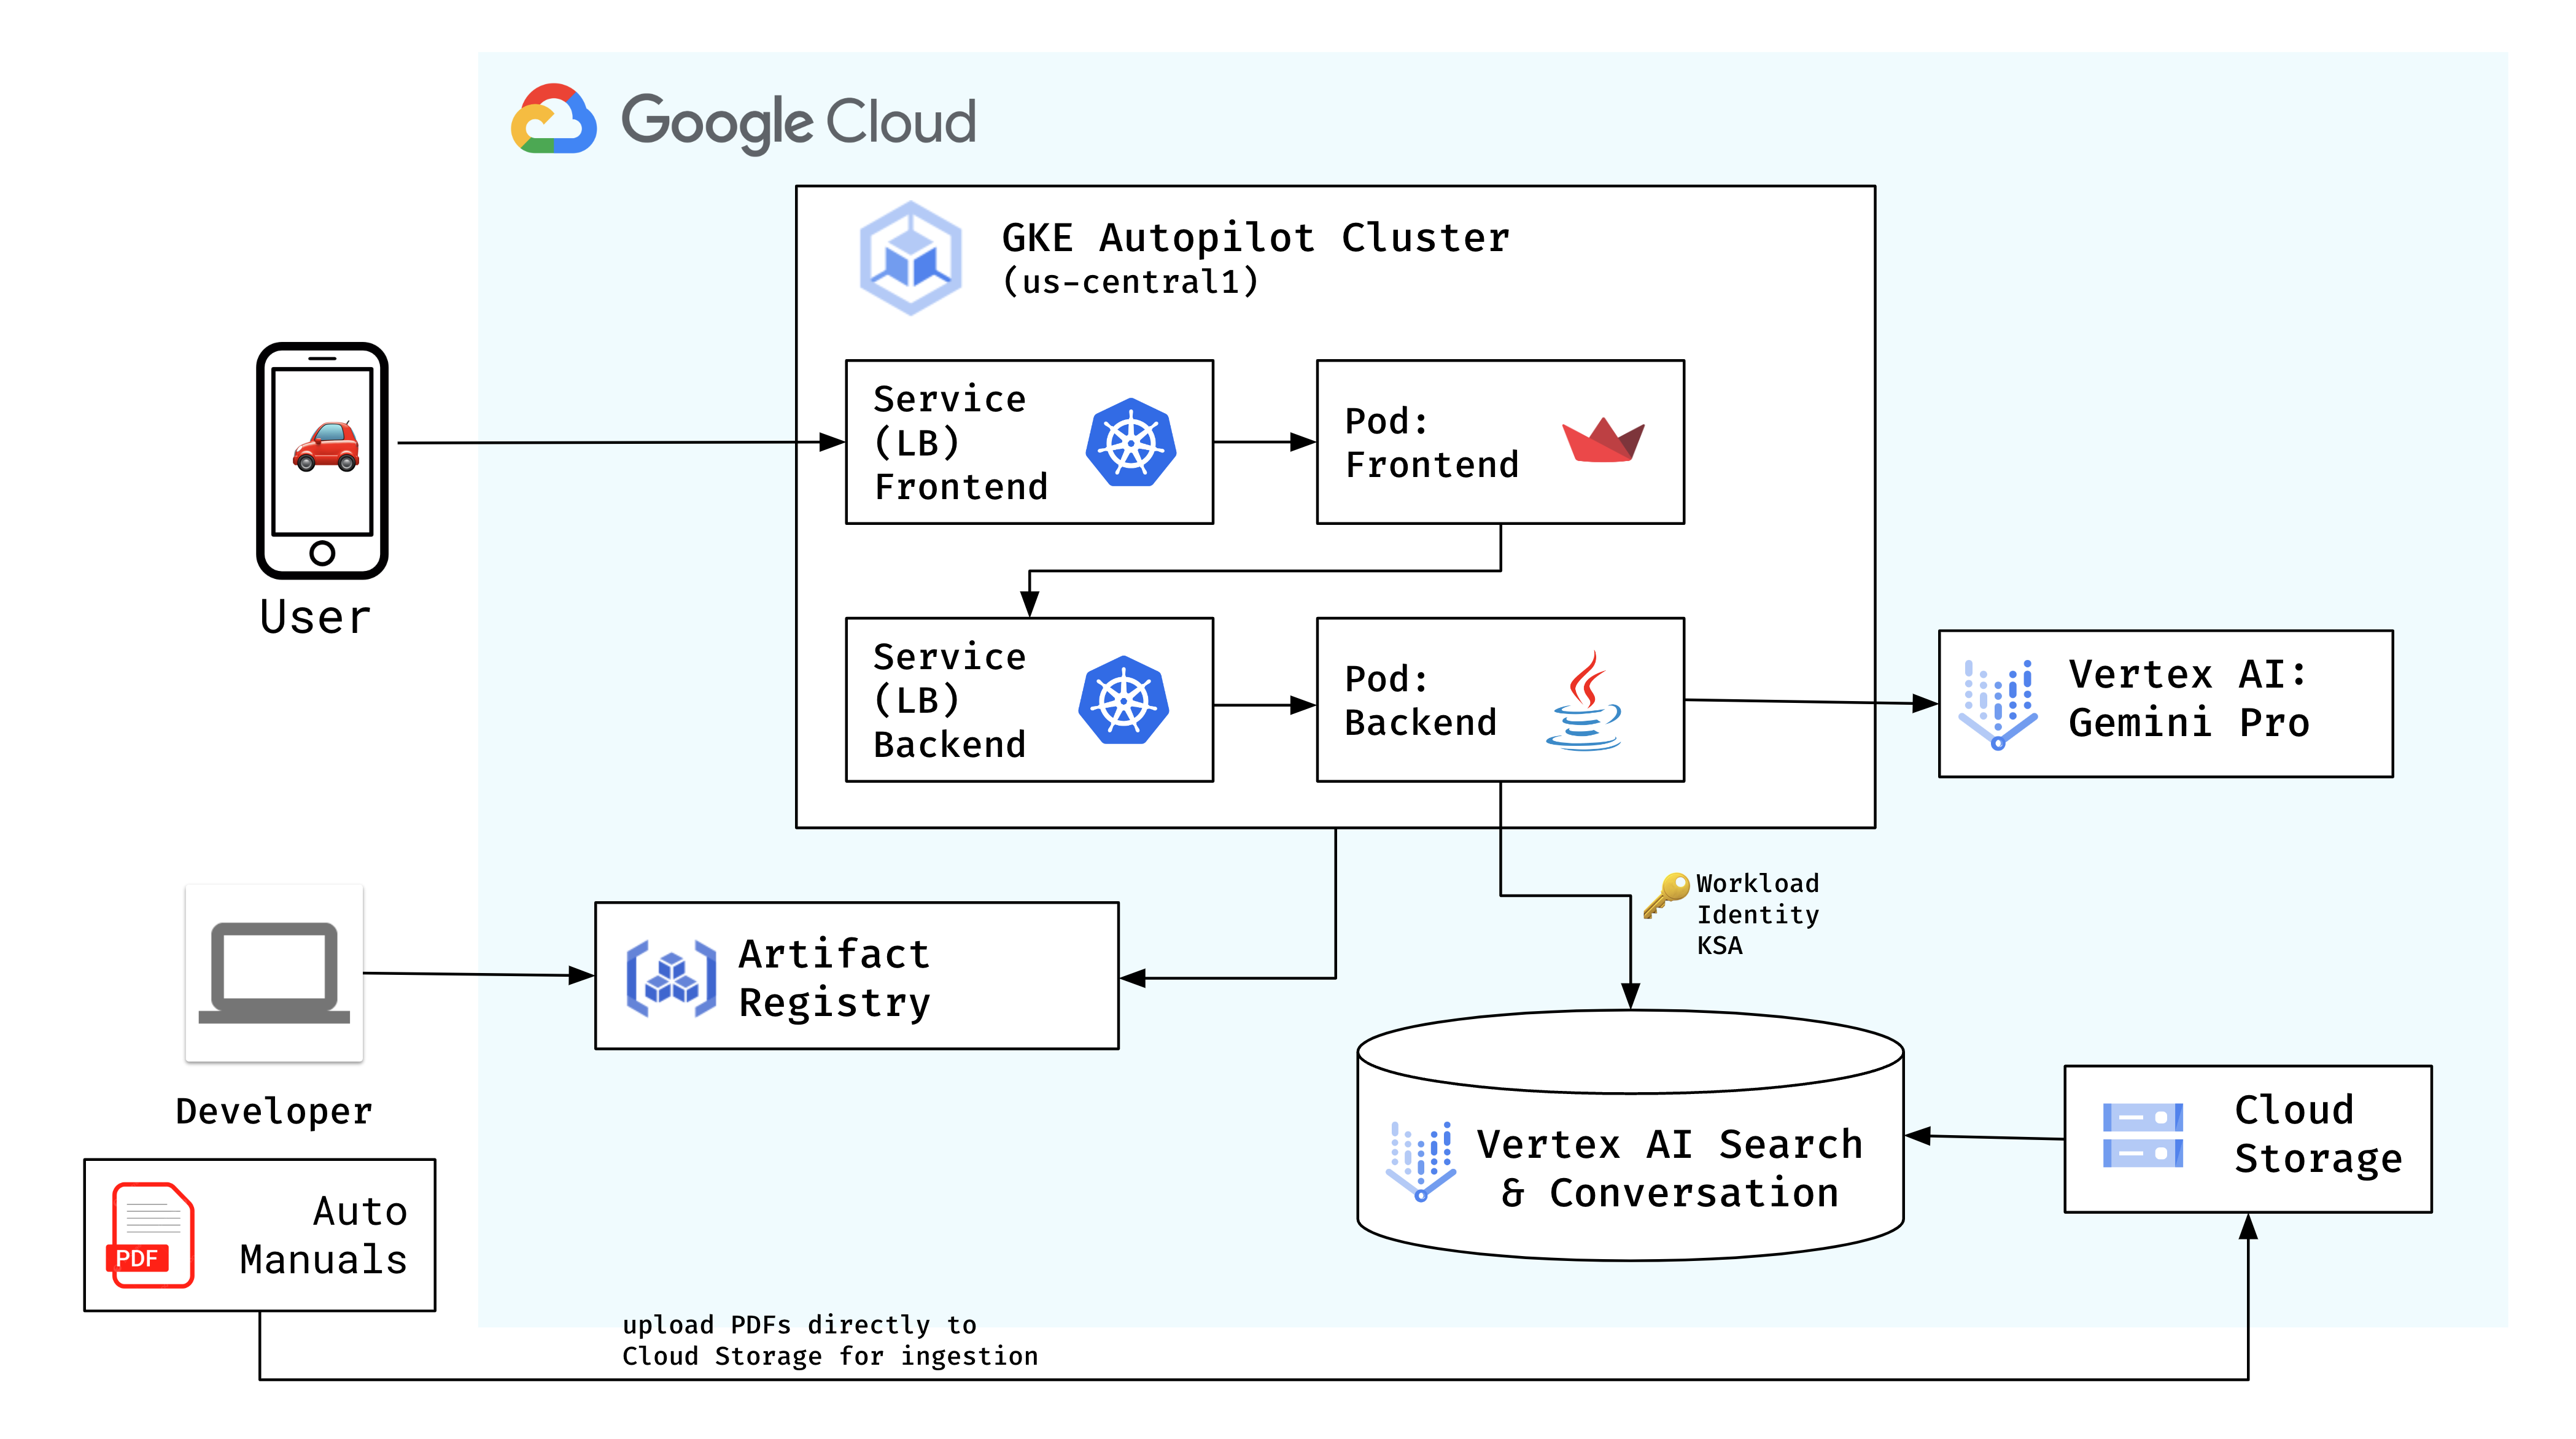 Google Cloud
GKE Autopilot Cluster
(us-central1)
Service
(LB)
Frontend
Pod:
Frontend
User
Service
(LB)
Backend
Pod:
Backend
Vertex AI:
Gemini Pro
Workload
Identity
KSA
Artifact
Registry
Developer
Vertex AI Search
& Conversation
Cloud
Storage
Auto
Manuals
PDF
upload PDFs directly to
Cloud Storage for ingestion